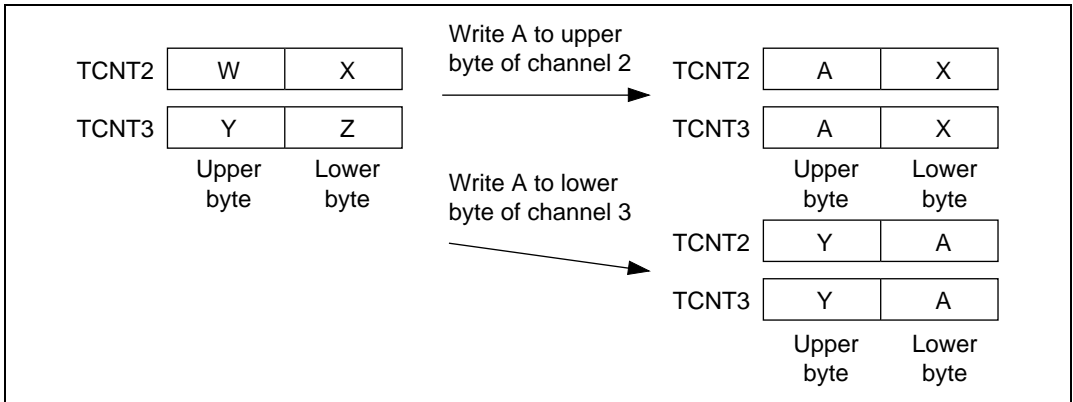 Write A to upper
byte of channel 2
TCNT2 W X
TCNT3 Y Z
Upper Lower
byte byte
TCNT2 A X
TCNT3 A X
Upper Lower
byte byte
Write A to lower
byte of channel 3
TCNT2 Y A
TCNT3 Y A
Upper Lower
byte byte